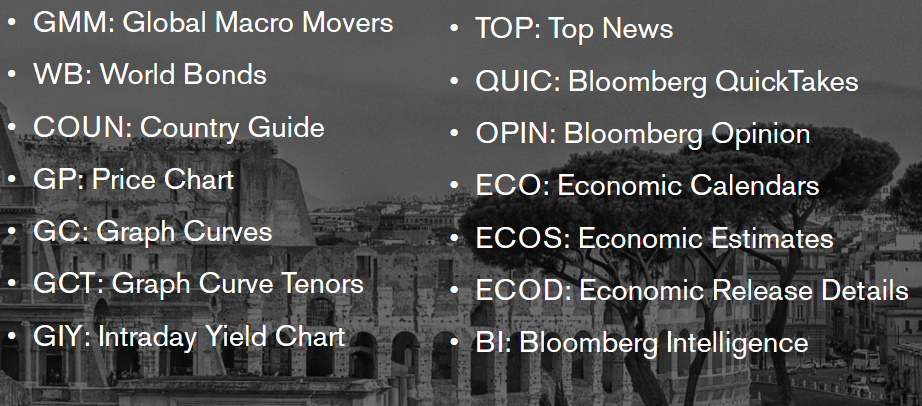 • GMM: Global Macro Movers
• WB: World Bonds
• COUN: Country Guide
• GP: Price Chart
• GC: Graph Curves
• GCT: Graph Curve Tenors
• GIY: Intraday Yield Chart
• TOP: Top News
• QUIC: Bloomberg QuickTakes
• OPIN: Bloomberg Opinion
• ECO: Economic Calendars
• ECOS: Economic Estimates
• ECOD: Economic Release Details
• BI: Bloomberg Intelligence